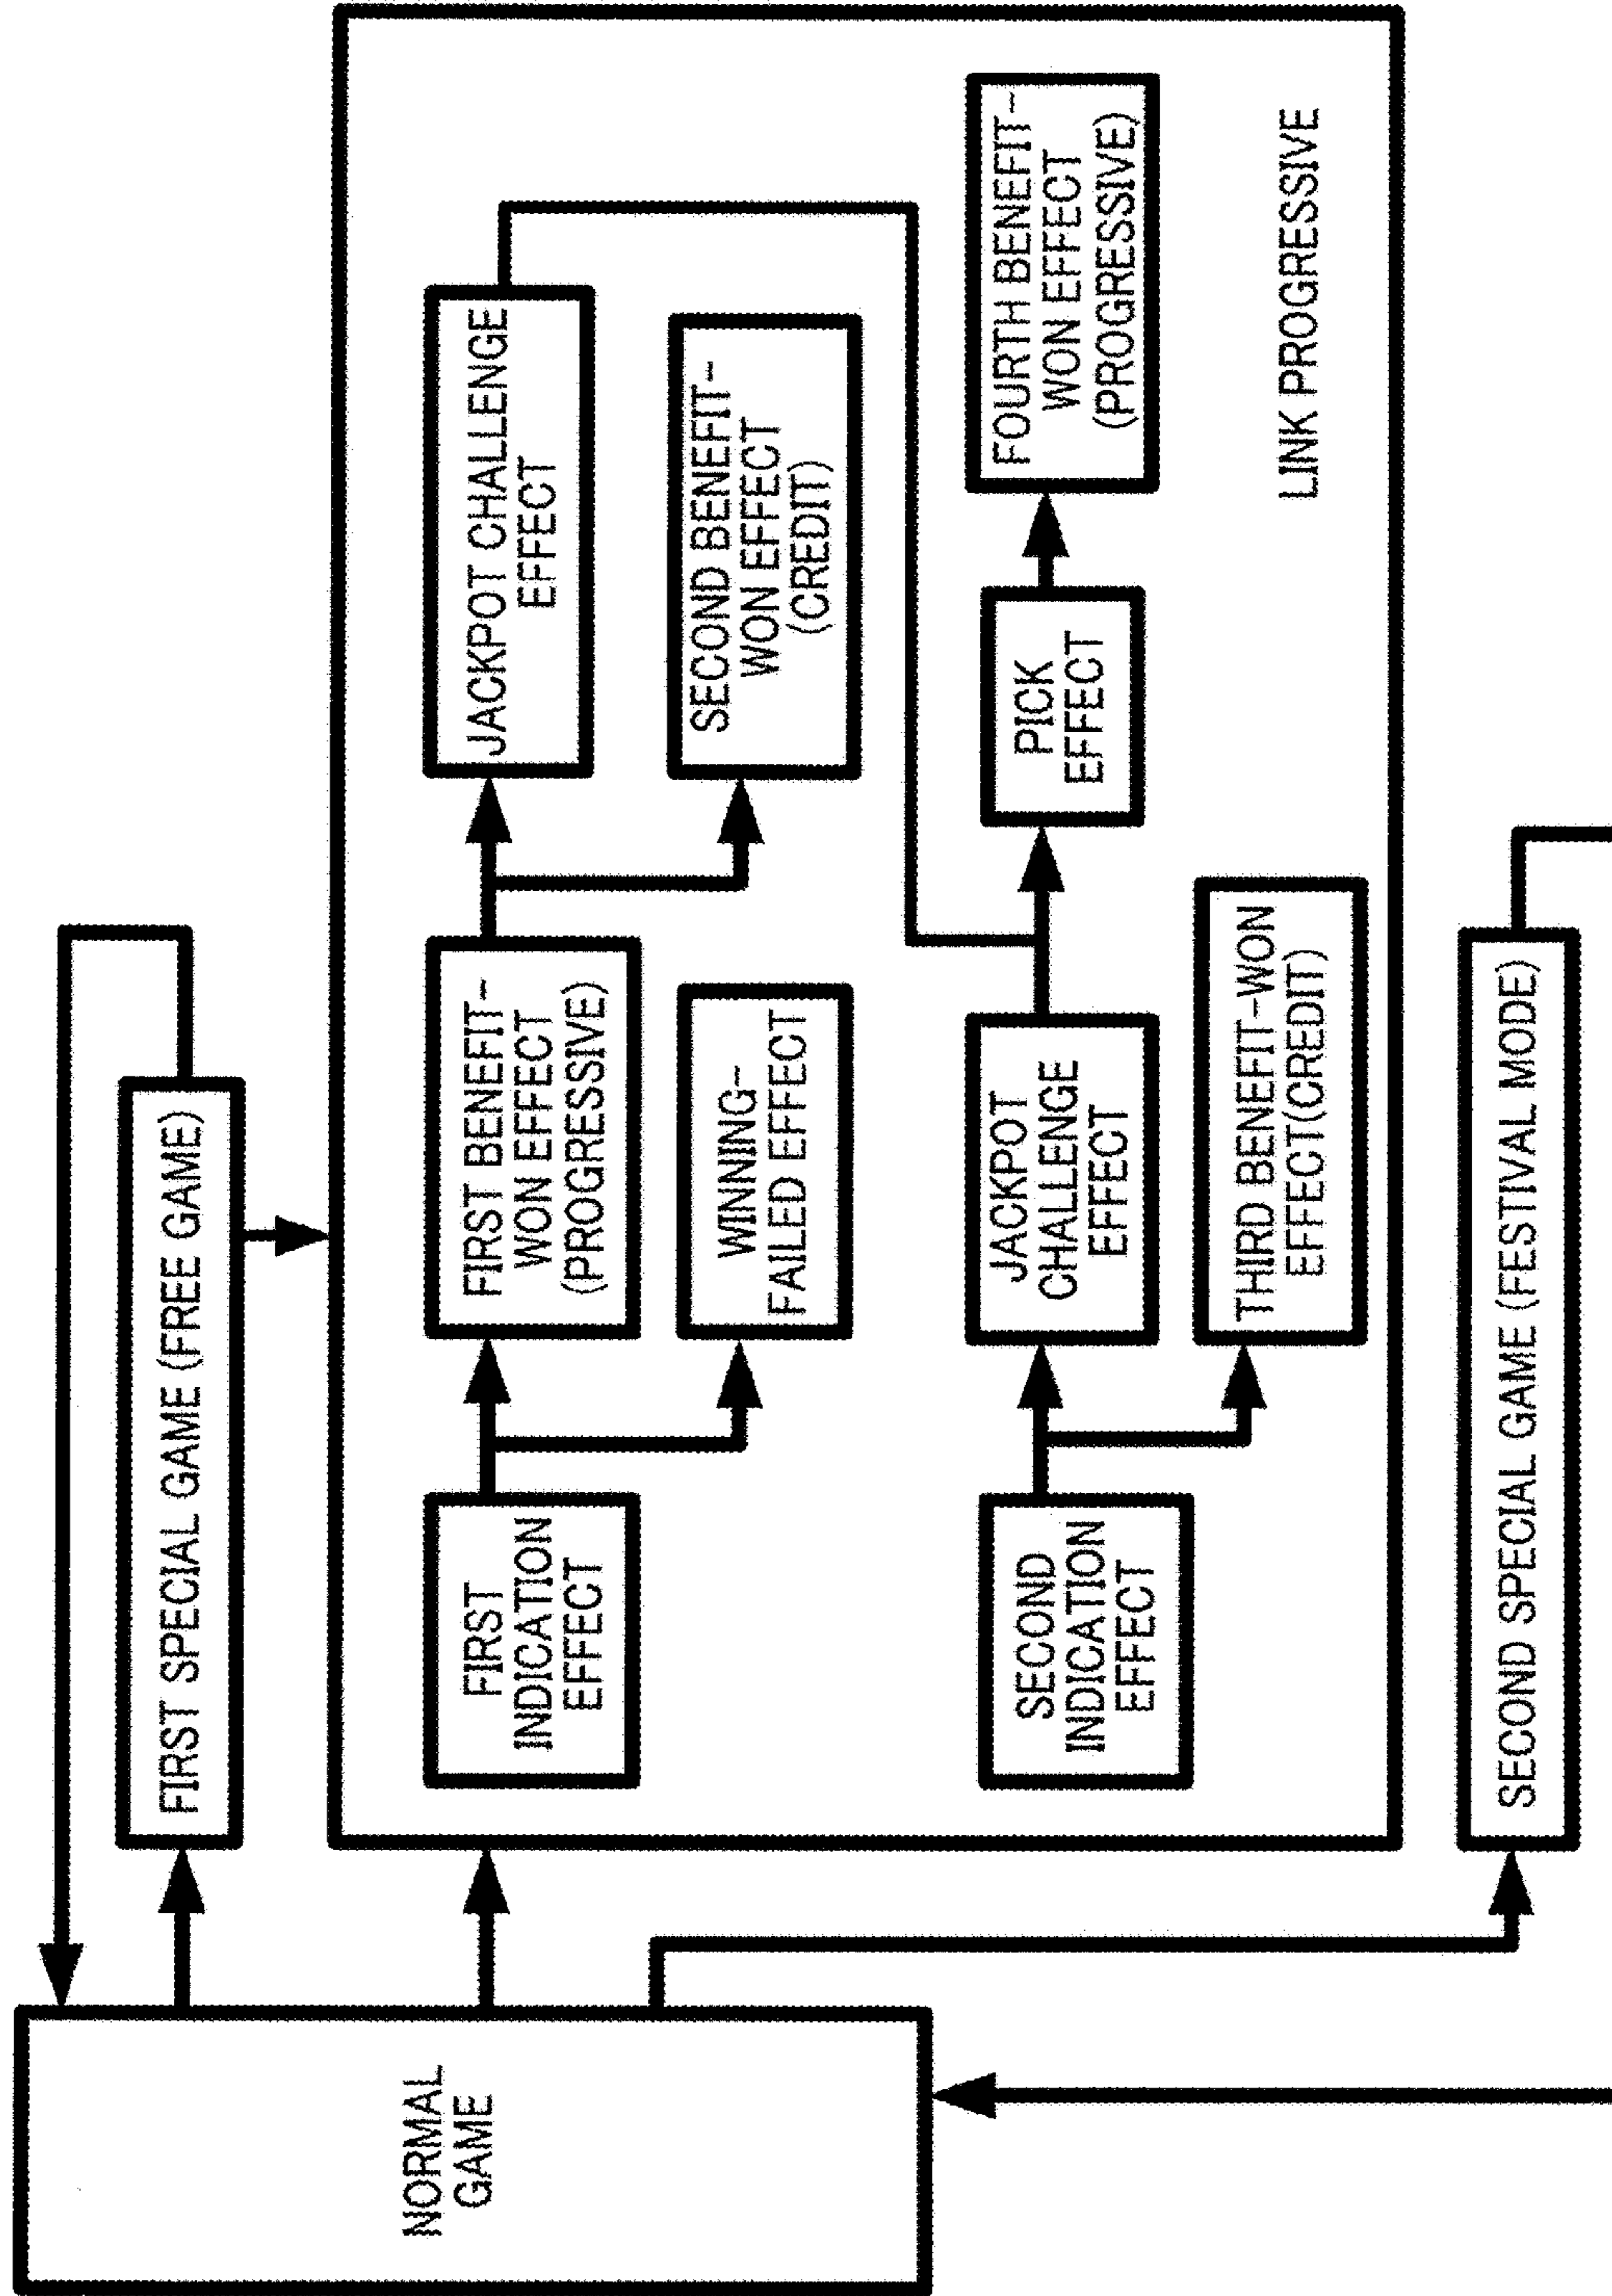 NORMAL
GAME
FIRST SPECIAL GAME (FREE GAME)
FIRST
INDICATION
EFFECT
FIRST BENEFIT-
WON EFFECT
(PROGRESSIVE)
JACKPOT CHALLENGE
EFFECT
WINNING-
FAILED EFFECT
SECOND BENEFIT-
WON EFFECT
(CREDIT)
SECOND
INDICATION
EFFECT
JACKPOT
CHALLENGE
EFFECT
PICK
EFFECT
FOURTH BENEFIT-
WON EFFECT
(PROGRESSIVE)
THIRD BENEFIT-WON
EFFECT(CREDIT)
LINK PROGRESSIVE
SECOND SPECIAL GAME (FESTIVAL MODE)